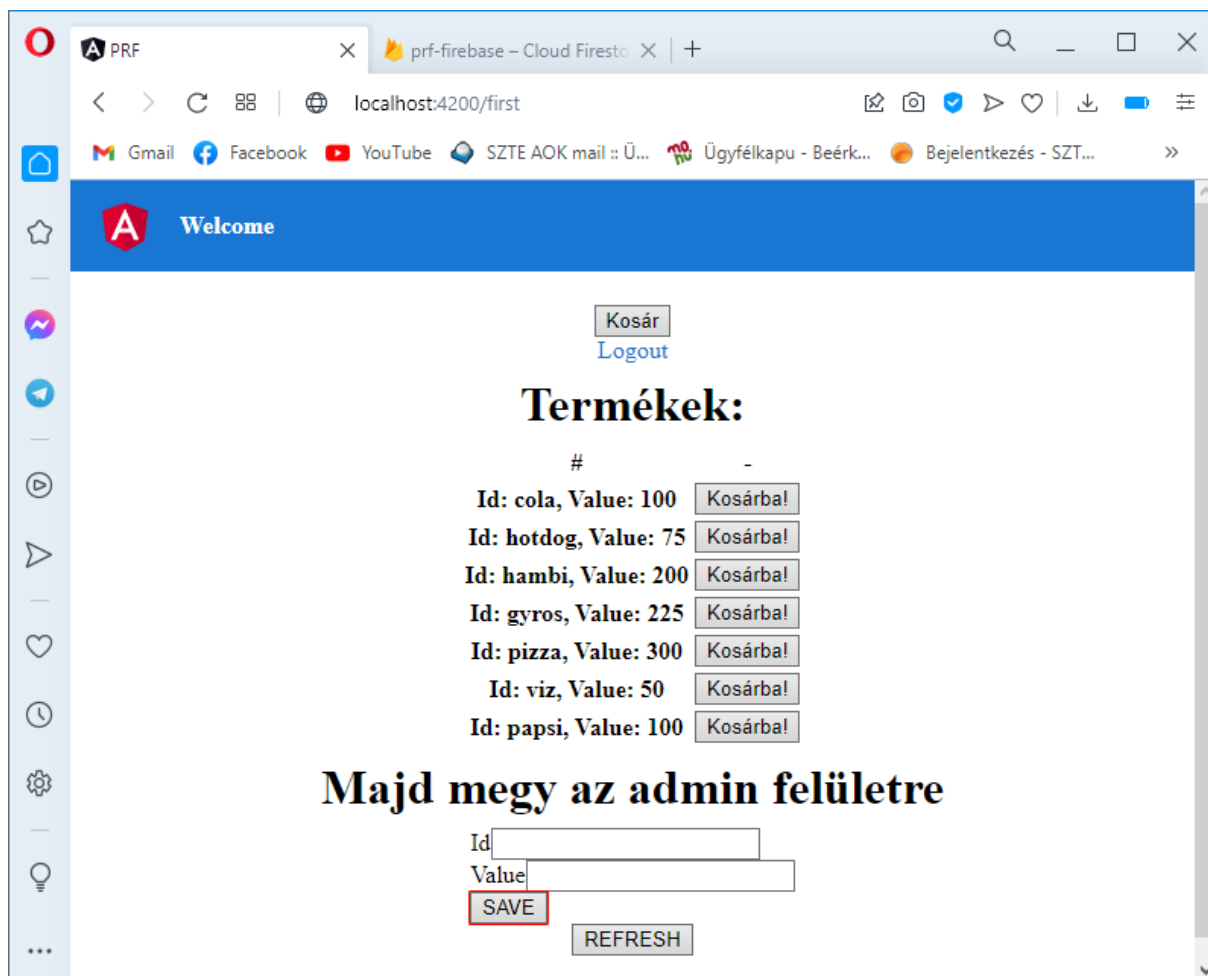 PRF
prf-firebase – Cloud Firesto
localhost:4200/first
Gmail Facebook YouTube SZTE AOK mail :: Ü... Ügyfélkapu - Beérk... Bejelentkezés - SZT... »
Welcome
Kosár
Logout
Termékek:
# -
Id: cola, Value: 100 Kosárba!
Id: hotdog, Value: 75 Kosárba!
Id: hambi, Value: 200 Kosárba!
Id: gyros, Value: 225 Kosárba!
Id: pizza, Value: 300 Kosárba!
Id: viz, Value: 50 Kosárba!
Id: papsi, Value: 100 Kosárba!
Majd megy az admin felületre
Id
Value
SAVE
REFRESH